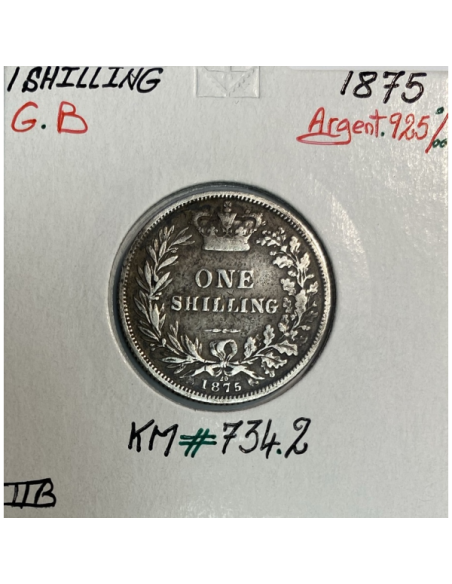 1 SHILLING 1875
G.B Argent.925‰
ONE
SHILLING
1875
KM#734.2
TTB